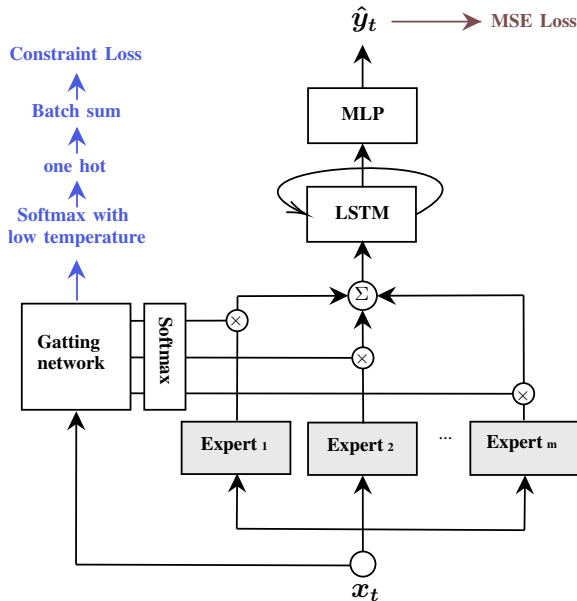 ŷ_t
MSE Loss
Constraint Loss
Batch sum
MLP
one hot
LSTM
Softmax with
low temperature
Σ
Gatting
network
Softmax
×
×
×
Expert 1
Expert 2
...
Expert m
x_t